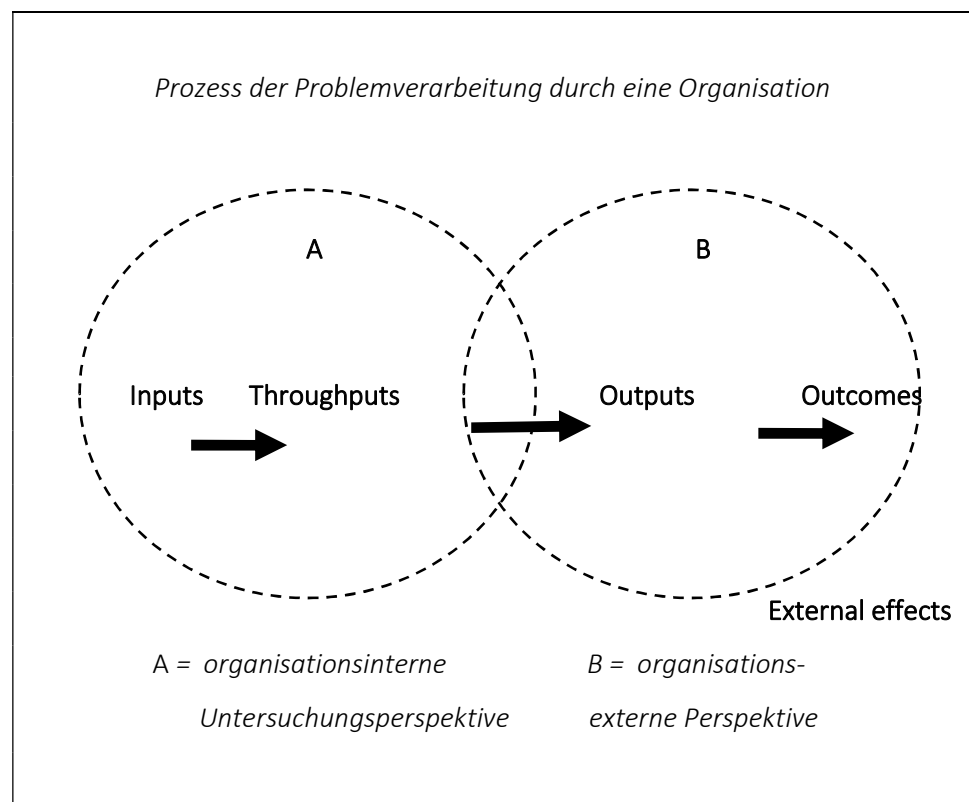 Prozess der Problemverarbeitung durch eine Organisation
A B
Inputs Throughputs Outputs Outcomes
External effects
A = organisationsinterne B = organisations-
Untersuchungsperspektive externe Perspektive